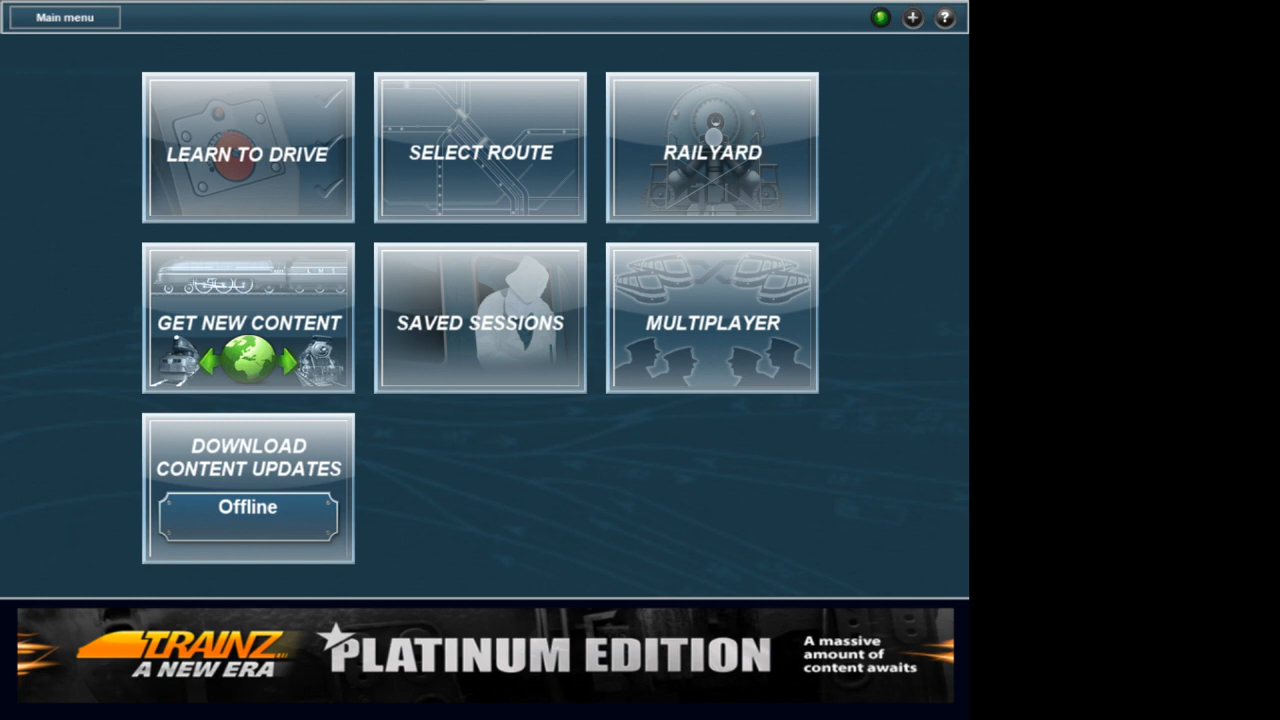 Main menu
LEARN TO DRIVE
SELECT ROUTE
RAILYARD
GET NEW CONTENT
SAVED SESSIONS
MULTIPLAYER
DOWNLOAD
CONTENT UPDATES
Offline
TRAINZ
A NEW ERA
PLATINUM EDITION
A massive
amount of
content awaits